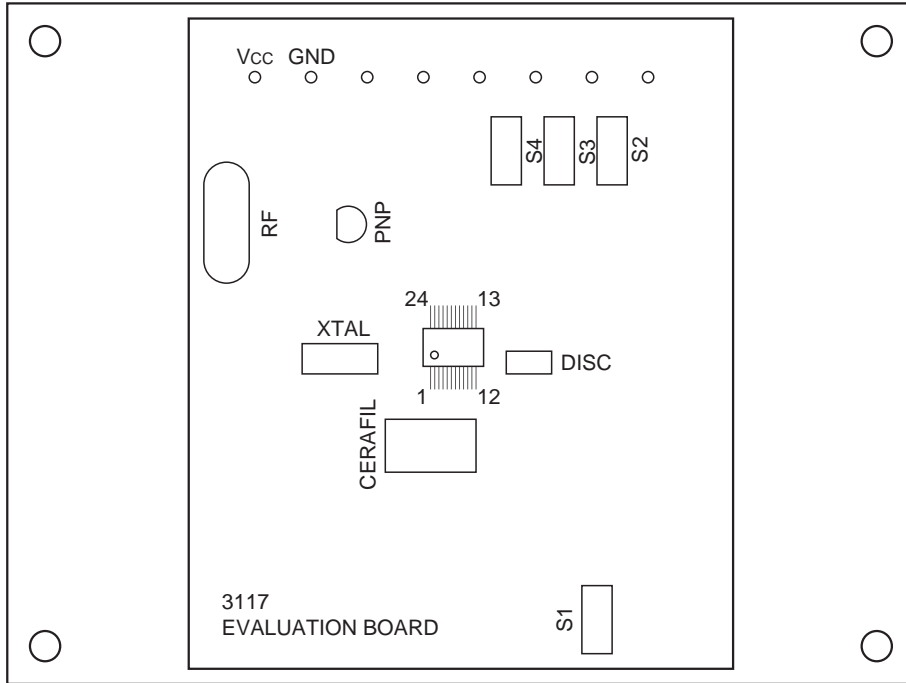 VCC GND
S4
S3
S2
RF
PNP
24 13
XTAL
DISC
1 12
CERAFIL
3117
EVALUATION BOARD
S1